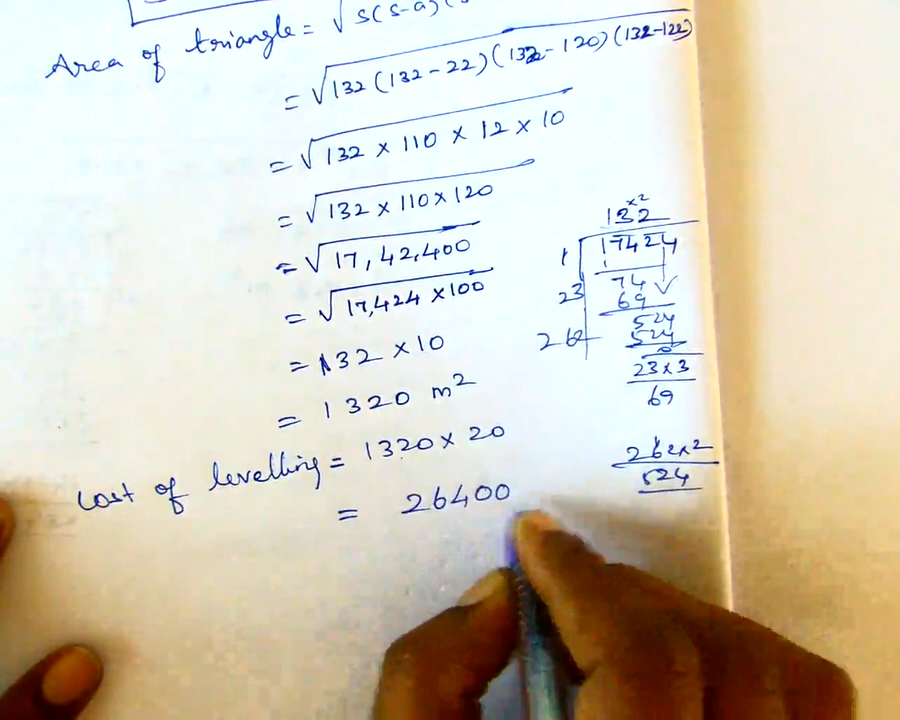 Area of triangle = √s(s-a)(s
= √132 (132-22)(132-120)(132-122)
= √132 × 110 × 12 × 10
= √132 × 110 × 120
= √17,42,400
= √17,424 × 100
= 132 × 10
= 1320 m²
Cost of levelling = 1320 × 20
= 26400
×2
132
1 17424
1
23 74
69
262 524
524
0
23×3
69
262×2
524